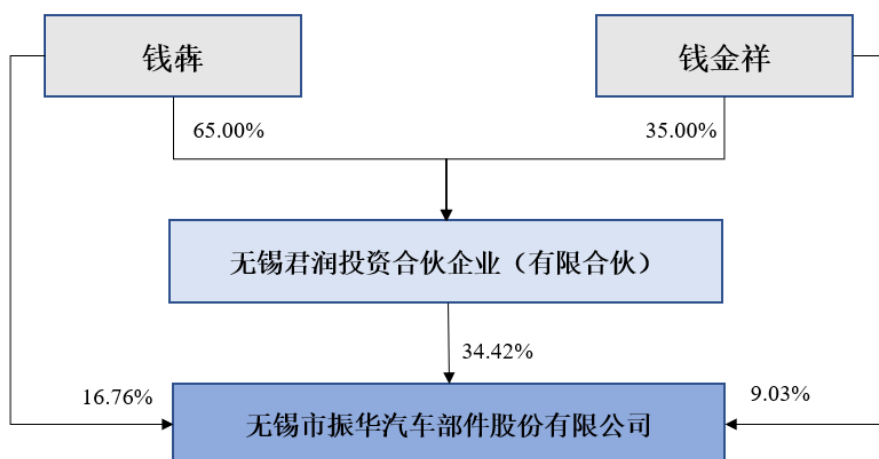 钱犇
钱金祥
65.00%
35.00%
无锡君润投资合伙企业（有限合伙）
34.42%
16.76%
9.03%
无锡市振华汽车部件股份有限公司